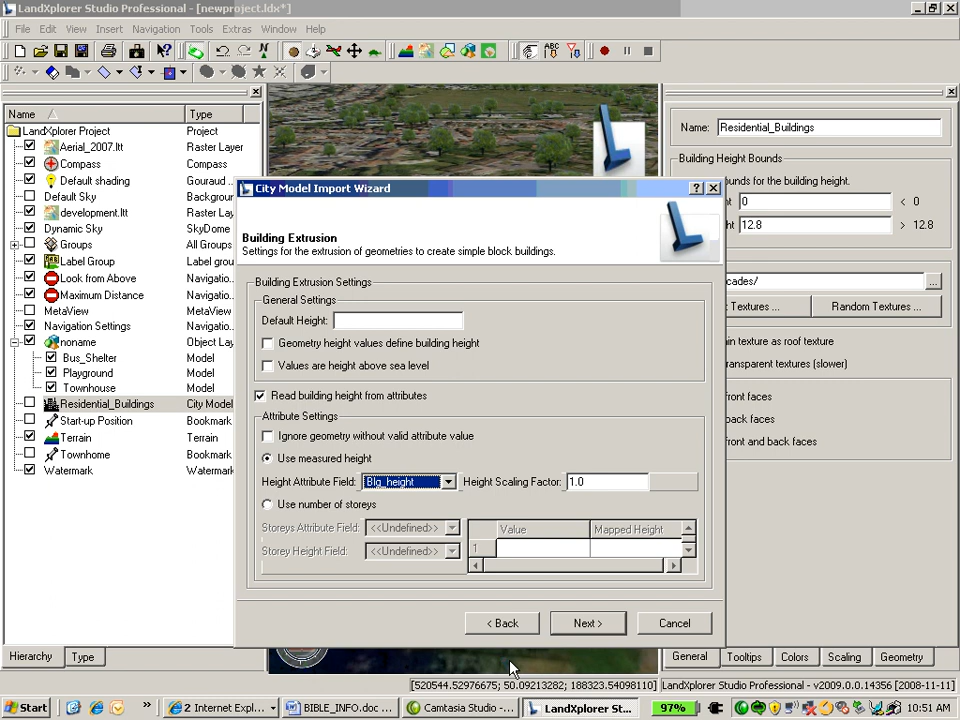 LandXplorer Studio Professional - [newproject.ldx*]
File Edit View Insert Navigation Tools Extras Window Help
ABC
Name Type
LandXplorer Project Project
Aerial_2007.ltt Raster Layer
Compass Compass
Default shading Gouraud ...
Default Sky Backgroun
development.ltt Raster Lay
Dynamic Sky SkyDome
Groups All Groups
Label Group Label grou
Look from Above Navigatio..
Maximum Distance Navigatio..
MetaView MetaView
Navigation Settings Navigatio..
noname Object Lay
Bus_Shelter Model
Playground Model
Townhouse Model
Residential_Buildings City Model
Start-up Position Bookmark
Terrain Terrain
Townhome Bookmark
Watermark Watermark
Hierarchy Type
City Model Import Wizard
Building Extrusion
Settings for the extrusion of geometries to create simple block buildings.
Building Extrusion Settings
General Settings
Default Height:
Geometry height values define building height
Values are height above sea level
Read building height from attributes
Attribute Settings
Ignore geometry without valid attribute value
Use measured height
Height Attribute Field: Blg_height Height Scaling Factor: 1.0
Use number of storeys
Storeys Attribute Field: <<Undefined>> Value Mapped Height
1
Storey Height Field: <<Undefined>>
< Back Next > Cancel
Name: Residential_Buildings
Building Height Bounds
ounds for the building height.
nt 0 < 0
ht 12.8 > 12.8
cades/ ...
Textures ... Random Textures ...
in texture as roof texture
ransparent textures (slower)
front faces
back faces
front and back faces
General Tooltips Colors Scaling Geometry
[520544.52976675; 50.09213282; 188323.54098110] LandXplorer Studio Professional - v2009.0.0.14356 [2008-11-11]
Start » 2 Internet Expl... BIBLE_INFO.doc ... Camtasia Studio - ... LandXplorer St... 97% 10:51 AM